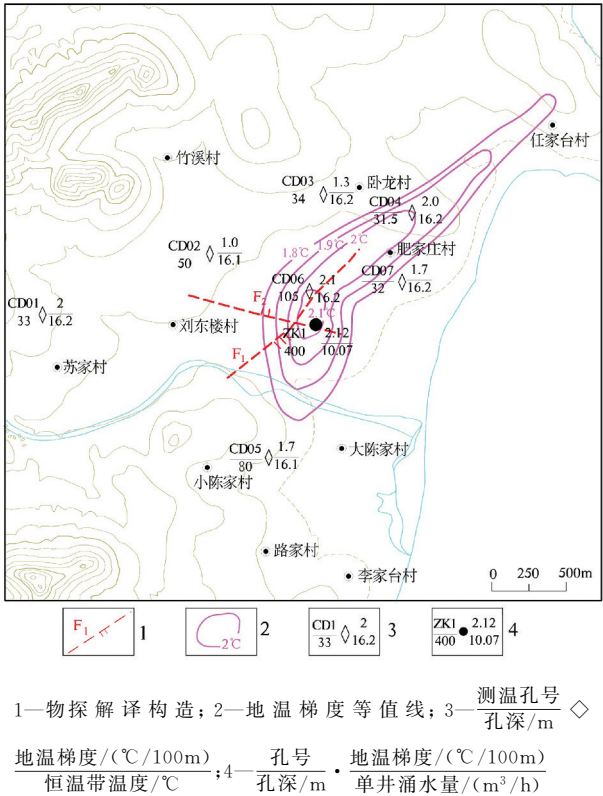 任家台村
竹溪村
CD03 1.3
34 16.2
卧龙村
CD04 2.0
31.5 16.2
1.8℃ 1.9℃ 2℃
CD02 1.0
50 16.1
肥家庄村
CD07 1.7
32 16.2
CD06 2.1
105 16.2
CD01 2
33 16.2
F₂
2.1℃
刘东楼村
ZK1 2.12
400 10.07
F₁
苏家村
CD05 1.7
80 16.1
大陈家村
小陈家村
路家村
李家台村
0 250 500m
F₁ 1
2℃ 2
CD1 2
33 16.2 3
ZK1 2.12
400 10.07 4
1—物探解译构造;2—地温梯度等值线;3—测温孔号/孔深/m ◇
地温梯度/(℃/100m)/恒温带温度/℃;4—孔号/孔深/m·地温梯度/(℃/100m)/单井涌水量/(m³/h)